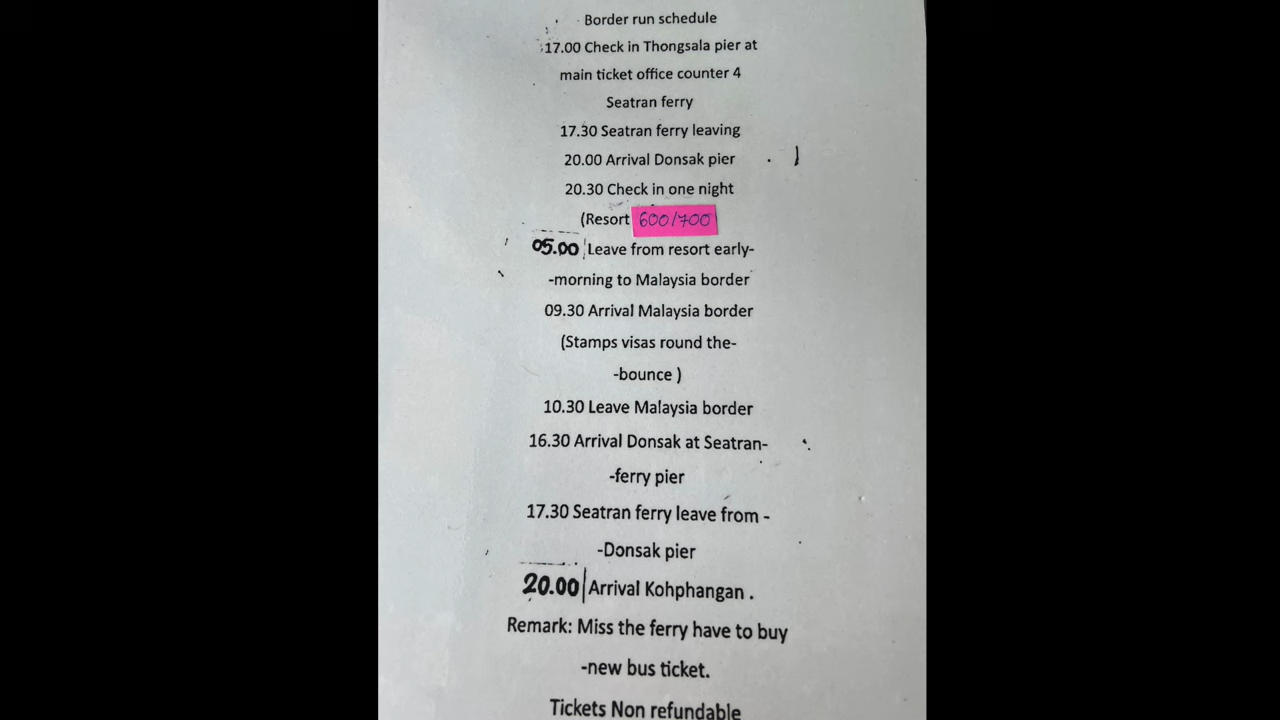 Border run schedule
17.00 Check in Thongsala pier at
main ticket office counter 4
Seatran ferry
17.30 Seatran ferry leaving
20.00 Arrival Donsak pier
20.30 Check in one night
(Resort 600/700
05.00 Leave from resort early-
-morning to Malaysia border
09.30 Arrival Malaysia border
(Stamps visas round the-
-bounce )
10.30 Leave Malaysia border
16.30 Arrival Donsak at Seatran-
-ferry pier
17.30 Seatran ferry leave from -
-Donsak pier
20.00 Arrival Kohphangan .
Remark: Miss the ferry have to buy
-new bus ticket.
Tickets Non refundable